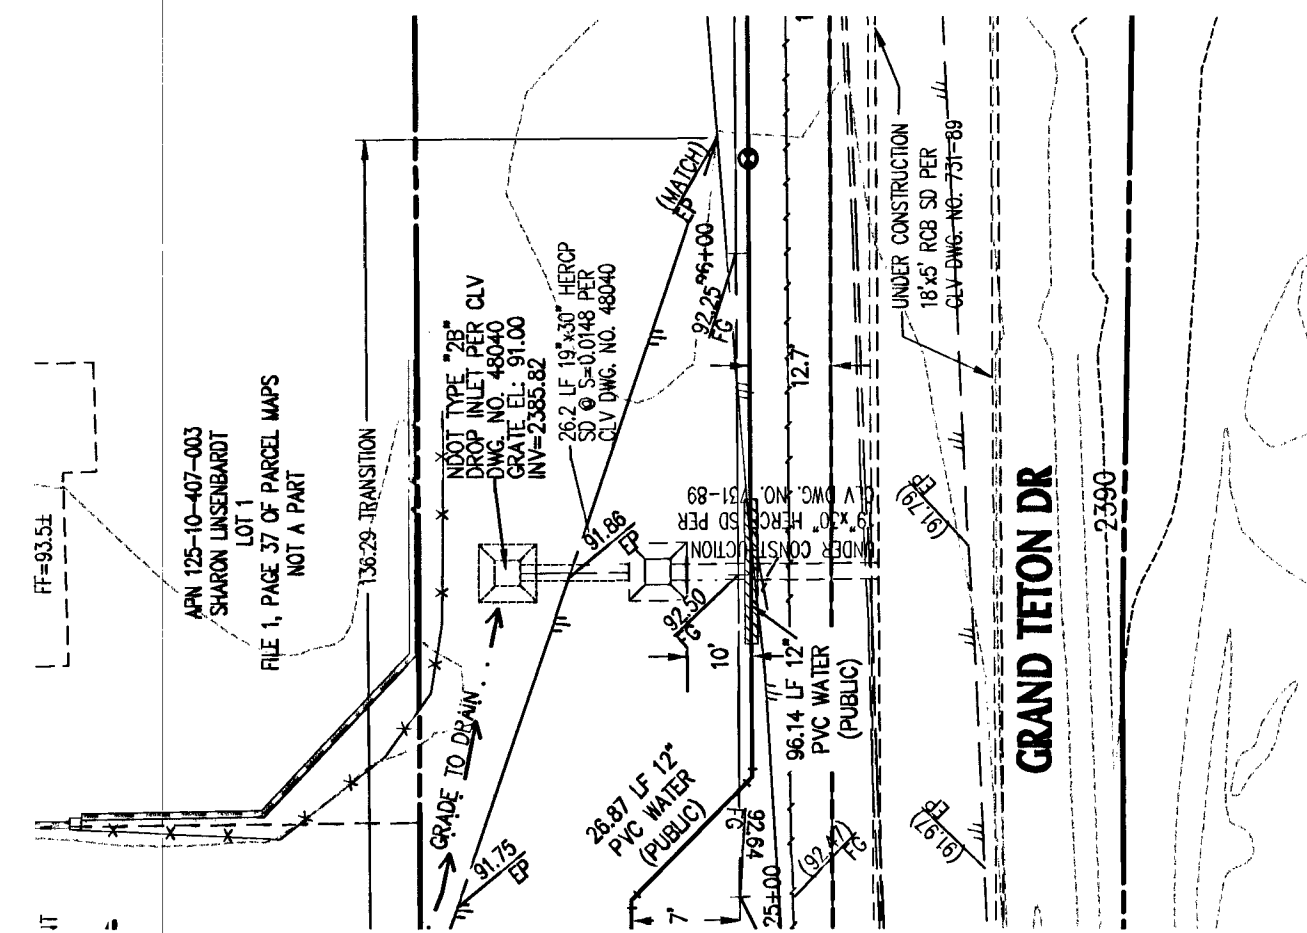 FF=93.5±
APN 125-10-407-003
SHARON LINSENBARDT
LOT 1
FILE 1, PAGE 37 OF PARCEL MAPS
NOT A PART
136.29 TRANSITION
GRADE TO DRAIN
91.75
EP
NDOT TYPE "2B"
DROP INLET PER CLV
DWG. NO. 48040
GRATE EL: 91.00
INV=2385.82
26.2 LF 19"x30" HERCP
SD @ S=0.0148 PER
CLV DWG. NO. 48040
91.86
EP
(MATCH)
EP
92.25
FG
96+00
92.50
FG
10'
12.7'
UNDER CONSTRUCTION
19"x30" HERCP SD PER
CLV DWG. NO. 731-89
26.87 LF 12"
PVC WATER
(PUBLIC)
96.14 LF 12"
PVC WATER
(PUBLIC)
7'
FG
92.64
25+00
(92.47)
FG
UNDER CONSTRUCTION
18'x5' RCB SD PER
CLV DWG. NO. 731-89
(91.79)
EP
(91.97)
EP
GRAND TETON DR
2390